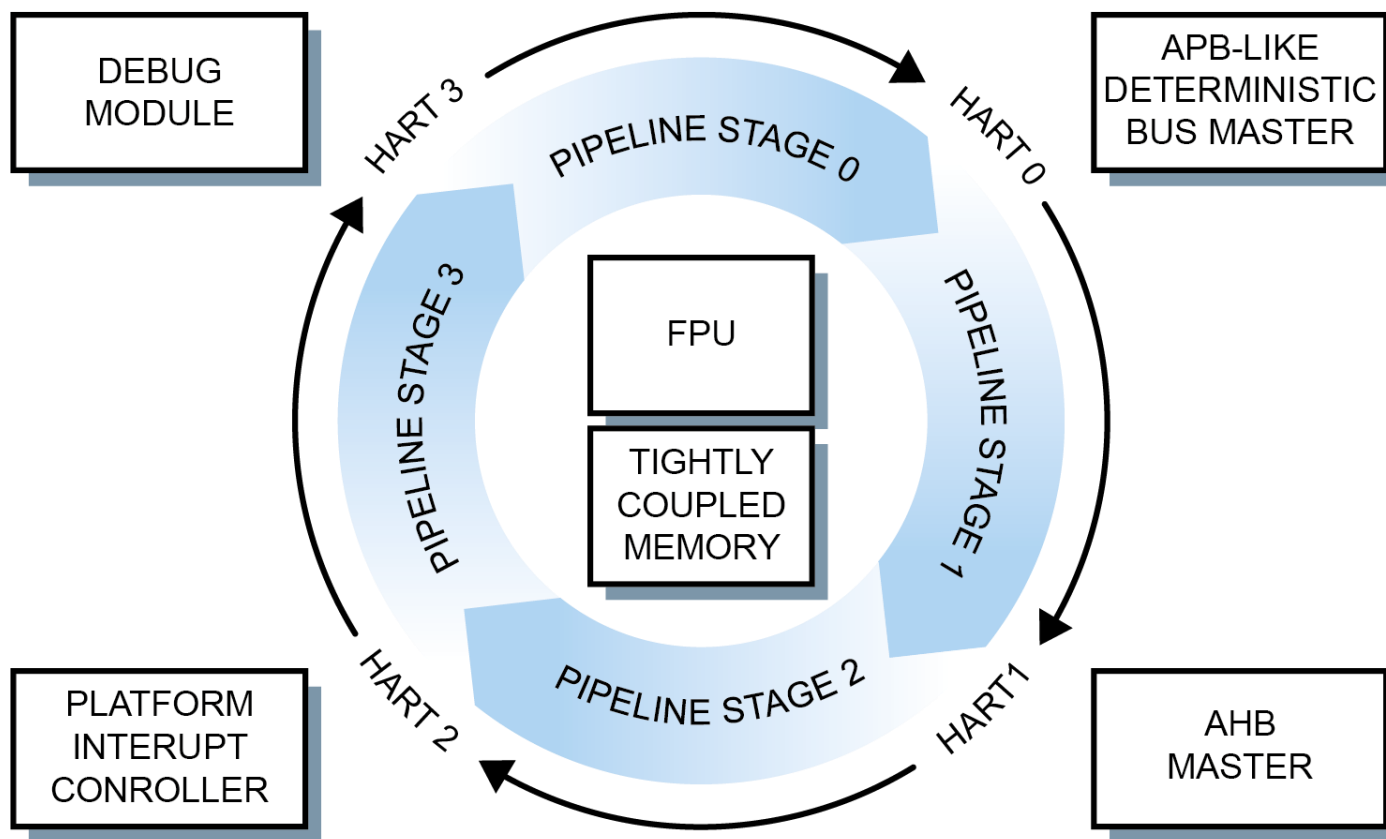 DEBUG
MODULE
APB-LIKE
DETERMINISTIC
BUS MASTER
HART 3
HART 0
PIPELINE STAGE 0
PIPELINE STAGE 3
PIPELINE STAGE 1
FPU
TIGHTLY
COUPLED
MEMORY
PIPELINE STAGE 2
HART 2
HART1
PLATFORM
INTERUPT
CONROLLER
AHB
MASTER